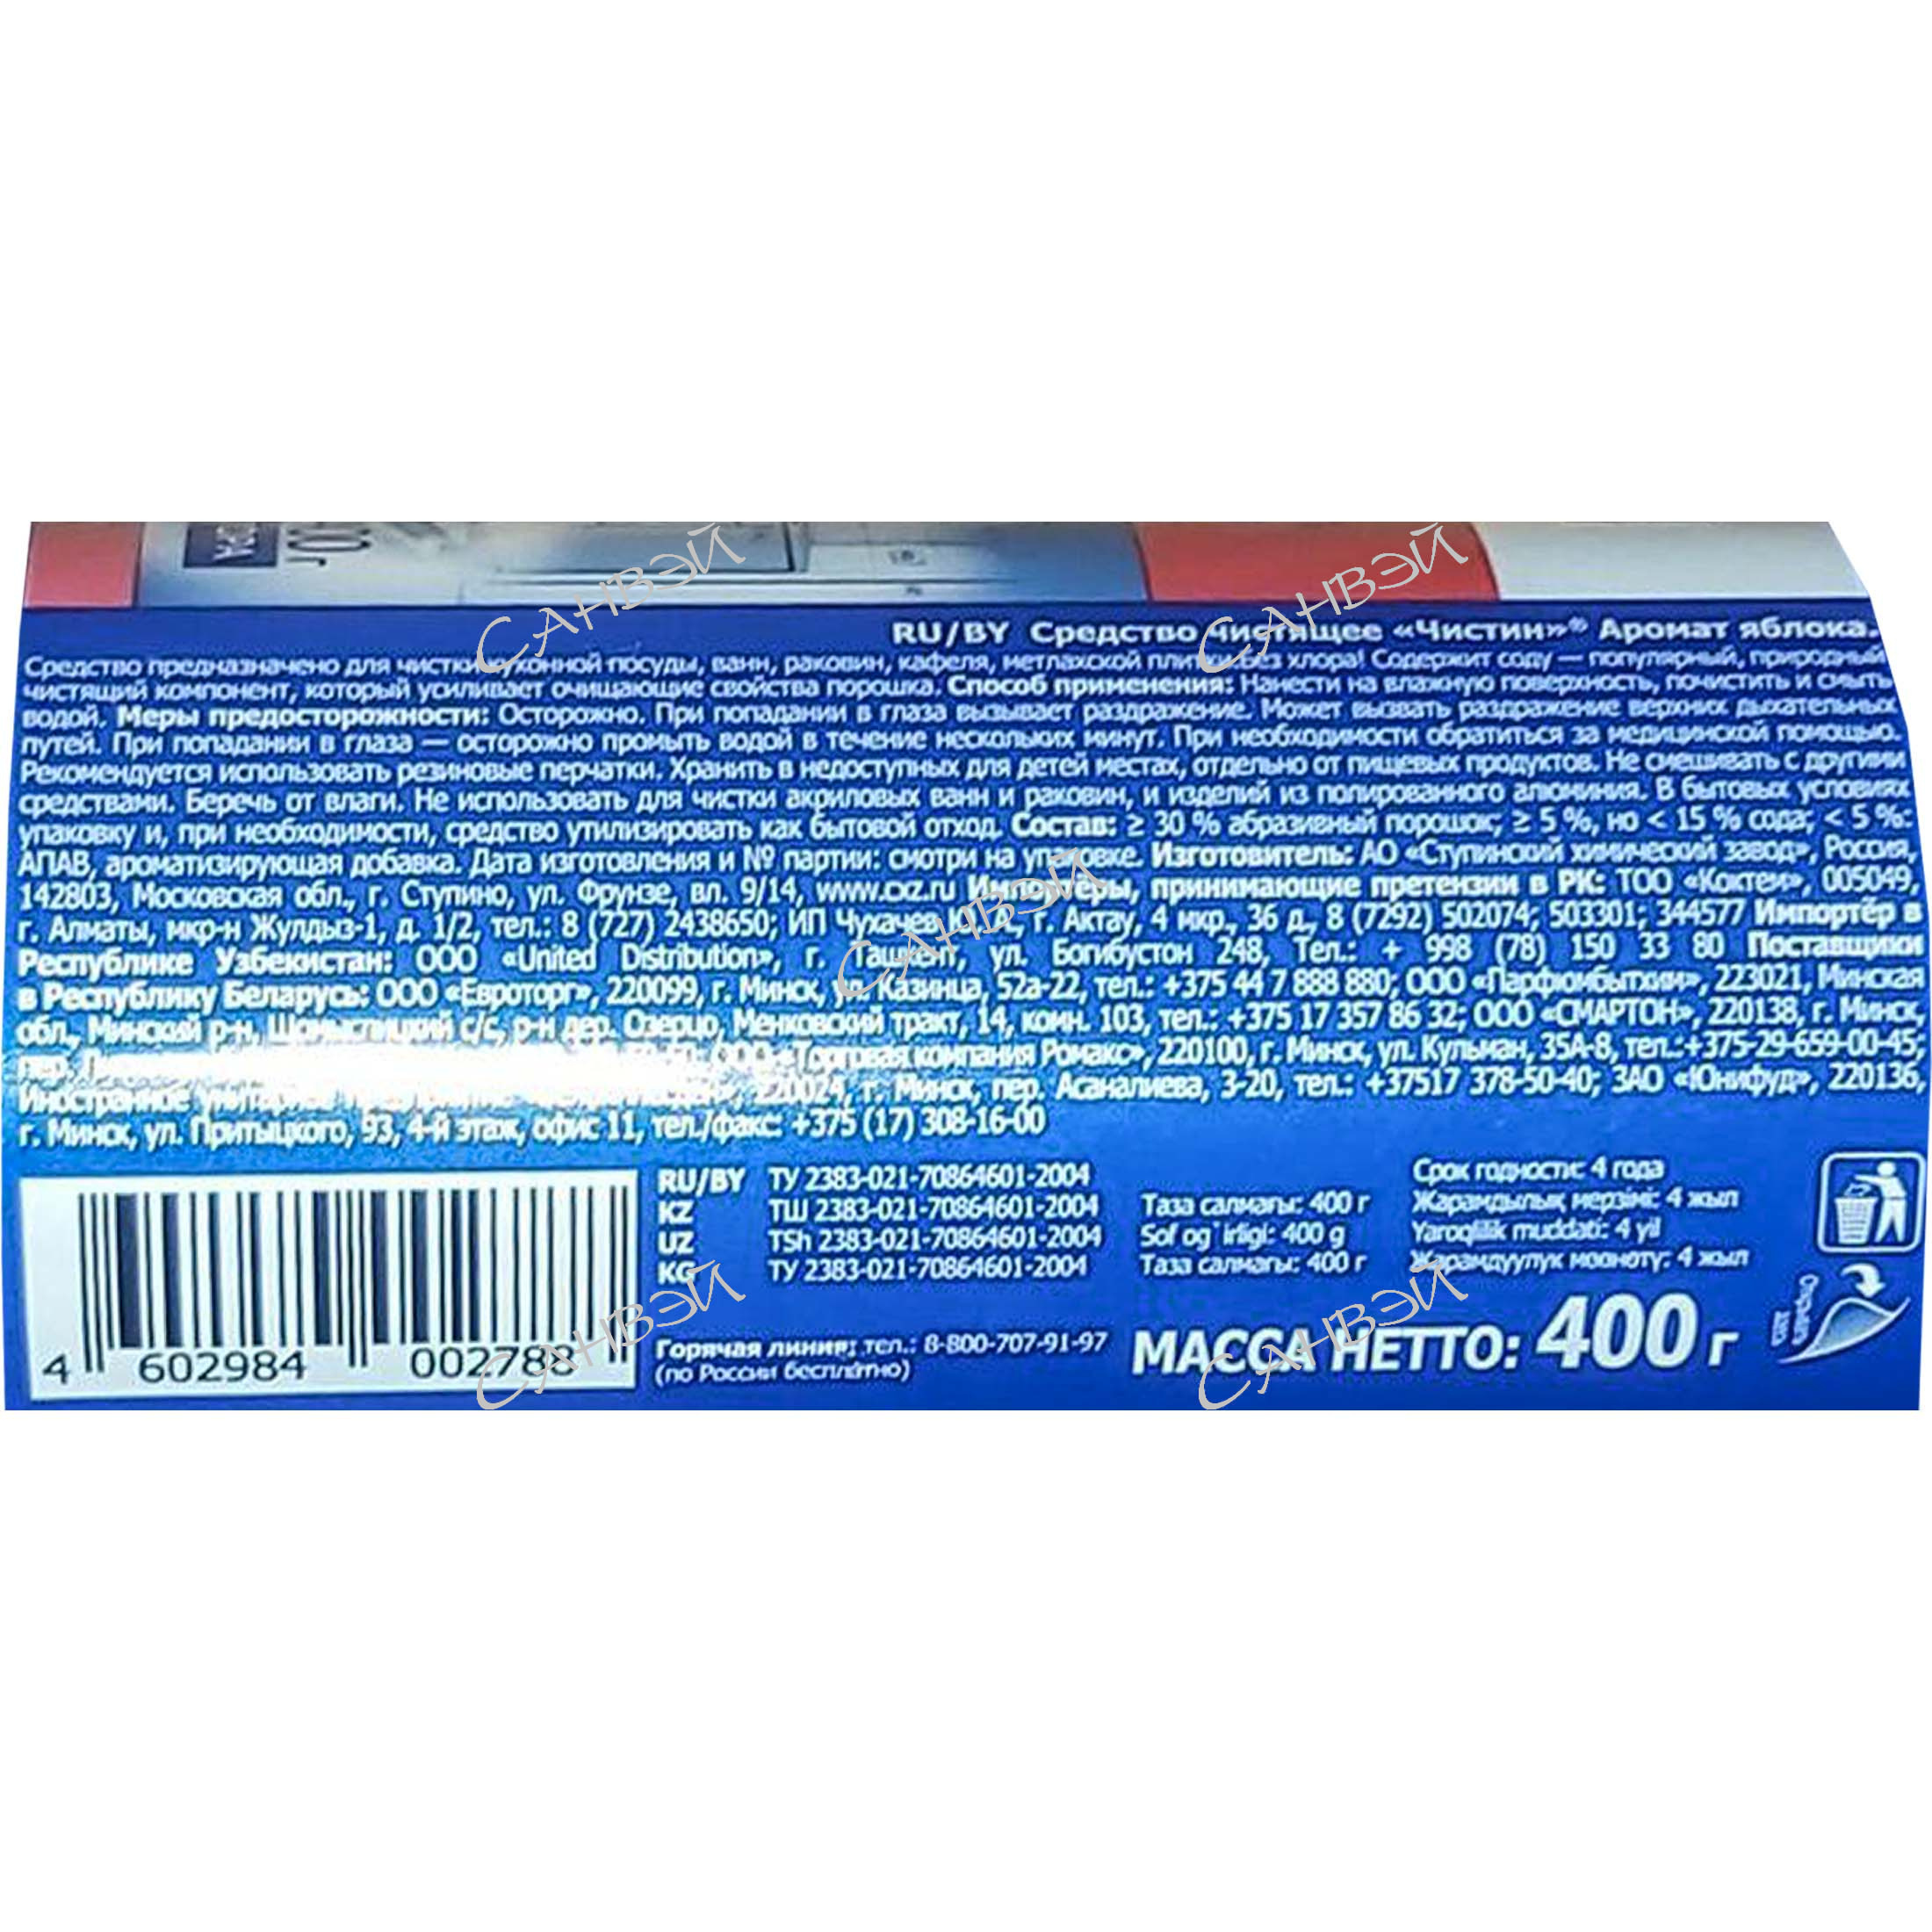 RU/BY Средство чистящее «Чистин»® Аромат яблока.
Средство предназначено для чистки кухонной посуды, ванн, раковин, кафеля, метлахской плитки. Без хлора! Содержит соду — популярный, природный
чистящий компонент, который усиливает очищающие свойства порошка. Способ применения: Нанести на влажную поверхность, почистить и смыть
водой. Меры предосторожности: Осторожно. При попадании в глаза вызывает раздражение. Может вызвать раздражение верхних дыхательных
путей. При попадании в глаза — осторожно промыть водой в течение нескольких минут. При необходимости обратиться за медицинской помощью.
Рекомендуется использовать резиновые перчатки. Хранить в недоступных для детей местах, отдельно от пищевых продуктов. Не смешивать с другими
средствами. Беречь от влаги. Не использовать для чистки акриловых ванн и раковин, и изделий из полированного алюминия. В бытовых условиях
упаковку и, при необходимости, средство утилизировать как бытовой отход. Состав: ≥ 30 % абразивный порошок; ≥ 5 %, но < 15 % сода; < 5 %:
АПАВ, ароматизирующая добавка. Дата изготовления и № партии: смотри на упаковке. Изготовитель: АО «Ступинский химический завод», Россия,
142803, Московская обл., г. Ступино, ул. Фрунзе, вл. 9/14, www.cxz.ru Импортёры, принимающие претензии в РК: ТОО «Коктем», 005049,
г. Алматы, мкр-н Жулдыз-1, д. 1/2, тел.: 8 (727) 2438650; ИП Чухачев Ю. А., г. Актау, 4 мкр., 36 д., 8 (7292) 502074; 503301; 344577 Импортёр в
Республике Узбекистан: ООО «United Distribution», г. Ташкент, ул. Богибустон 248, Тел.: + 998 (78) 150 33 80 Поставщики
в Республику Беларусь: ООО «Евроторг», 220099, г. Минск, ул. Казинца, 52а-22, тел.: +375 44 7 888 880; ООО «Парфюмбытхим», 223021, Минская
обл., Минский р-н, Щомыслицкий с/с, р-н дер. Озерцо, Менковский тракт, 14, комн. 103, тел.: +375 17 357 86 32; ООО «СМАРТОН», 220138, г. Минск,
пер. ООО «Торговая компания Ромакс», 220100, г. Минск, ул. Кульман, 35А-8, тел.:+375-29-659-00-45;
Иностранное 220024, г. Минск, пер. Асаналиева, 3-20, тел.: +37517 378-50-40; ЗАО «Юнифуд», 220136,
г. Минск, ул. Притыцкого, 93, 4-й этаж, офис 11, тел./факс: +375 (17) 308-16-00
RU/BY ТУ 2383-021-70864601-2004 Срок годности: 4 года
KZ ТШ 2383-021-70864601-2004 Таза салмағы: 400 г Жарамдылық мерзімі: 4 жыл
UZ TSh 2383-021-70864601-2004 Sof og`irligi: 400 g Yaroqlilik muddati: 4 yil
KG ТУ 2383-021-70864601-2004 Таза салмагы: 400 г Жарамдуулук мөөнөтү: 4 жыл
Горячая линия: тел.: 8-800-707-91-97
(по России бесплатно)
МАССА НЕТТО: 400 г
4 602984 002788
САНВЭЙ
САНВЭЙ
САНВЭЙ
САНВЭЙ
САНВЭЙ